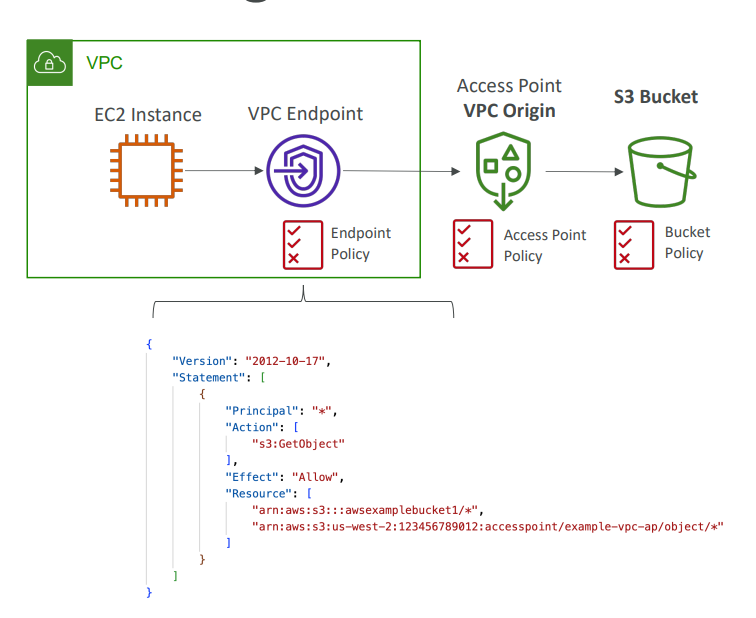 VPC
EC2 Instance
VPC Endpoint
Access Point
VPC Origin
S3 Bucket
Endpoint
Policy
Access Point
Policy
Bucket
Policy
{
"Version": "2012-10-17",
"Statement": [
{
"Principal": "*",
"Action": [
"s3:GetObject"
],
"Effect": "Allow",
"Resource": [
"arn:aws:s3:::awsexamplebucket1/*",
"arn:aws:s3:us-west-2:123456789012:accesspoint/example-vpc-ap/object/*"
]
}
]
}